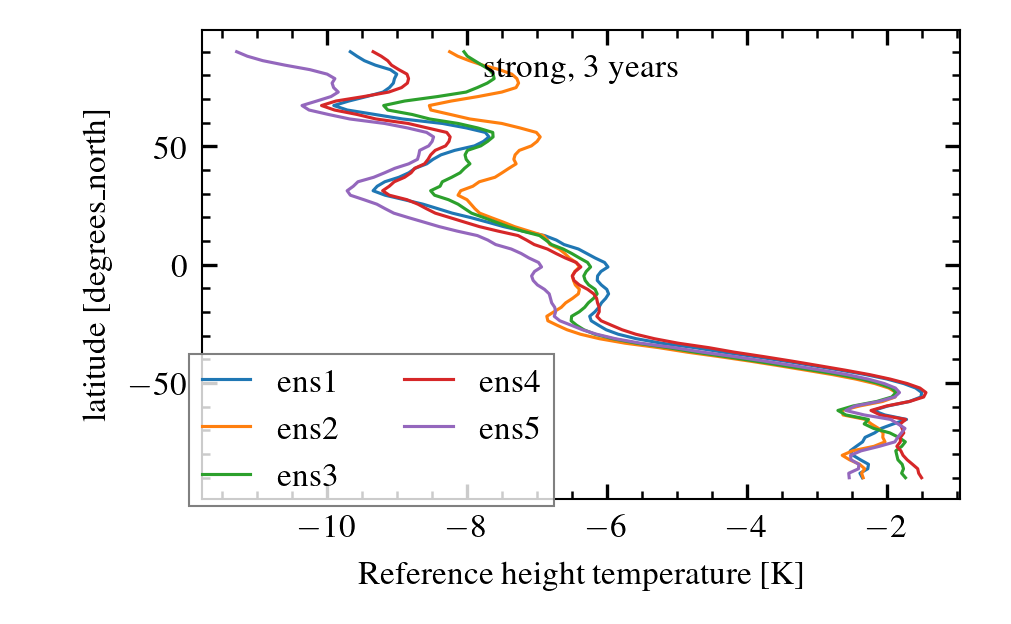 strong, 3 years
latitude [degrees_north]
50
0
−50
ens1
ens2
ens3
ens4
ens5
−10
−8
−6
−4
−2
Reference height temperature [K]